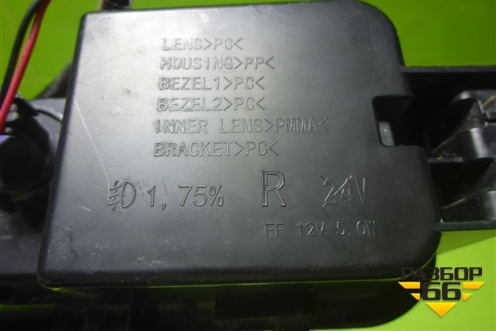 LENS>PC<
HOUSING>PP<
BEZEL1>PC<
BEZEL2>PC<
INNER LENS>PMMA<
BRACKET>PC<
1,75% R 24V
FF 12V 5.0W
РАЗБОР
66